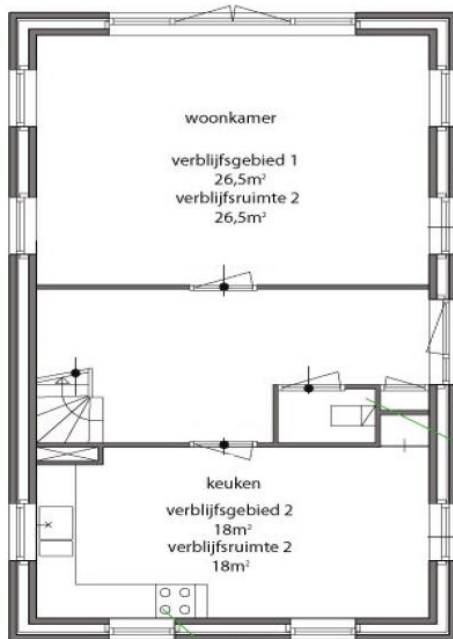 woonkamer
verblijfsgebied 1
26,5m²
verblijfsruimte 2
26,5m²
keuken
verblijfsgebied 2
18m²
verblijfsruimte 2
18m²